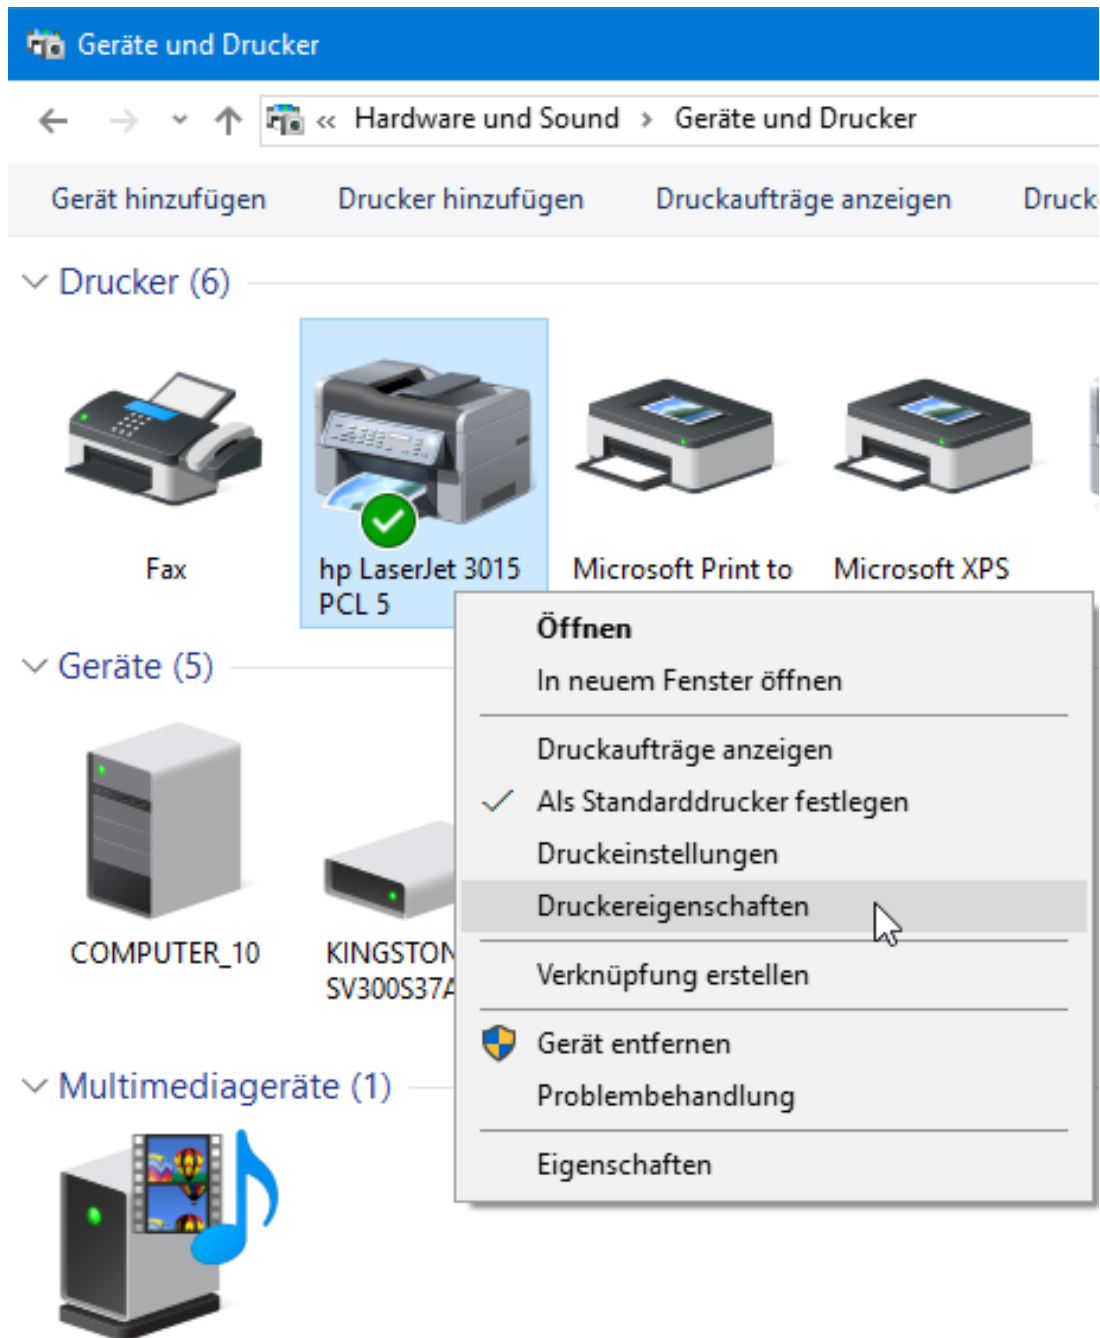 Geräte und Drucker
« Hardware und Sound > Geräte und Drucker
Gerät hinzufügen Drucker hinzufügen Druckaufträge anzeigen
Drucker (6)
Fax
hp LaserJet 3015
PCL 5
Microsoft Print to
Microsoft XPS
Öffnen
In neuem Fenster öffnen
Druckaufträge anzeigen
Als Standarddrucker festlegen
Druckeinstellungen
Druckereigenschaften
Verknüpfung erstellen
Gerät entfernen
Problembehandlung
Eigenschaften
Geräte (5)
COMPUTER_10
KINGSTON
SV300S37A
Multimediageräte (1)